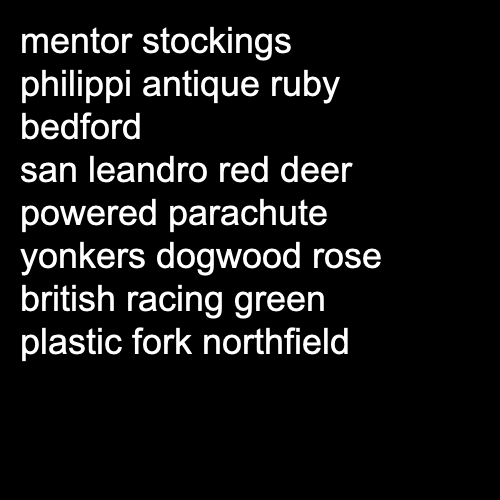 mentor stockings
philippi antique ruby
bedford
san leandro red deer
powered parachute
yonkers dogwood rose
british racing green
plastic fork northfield